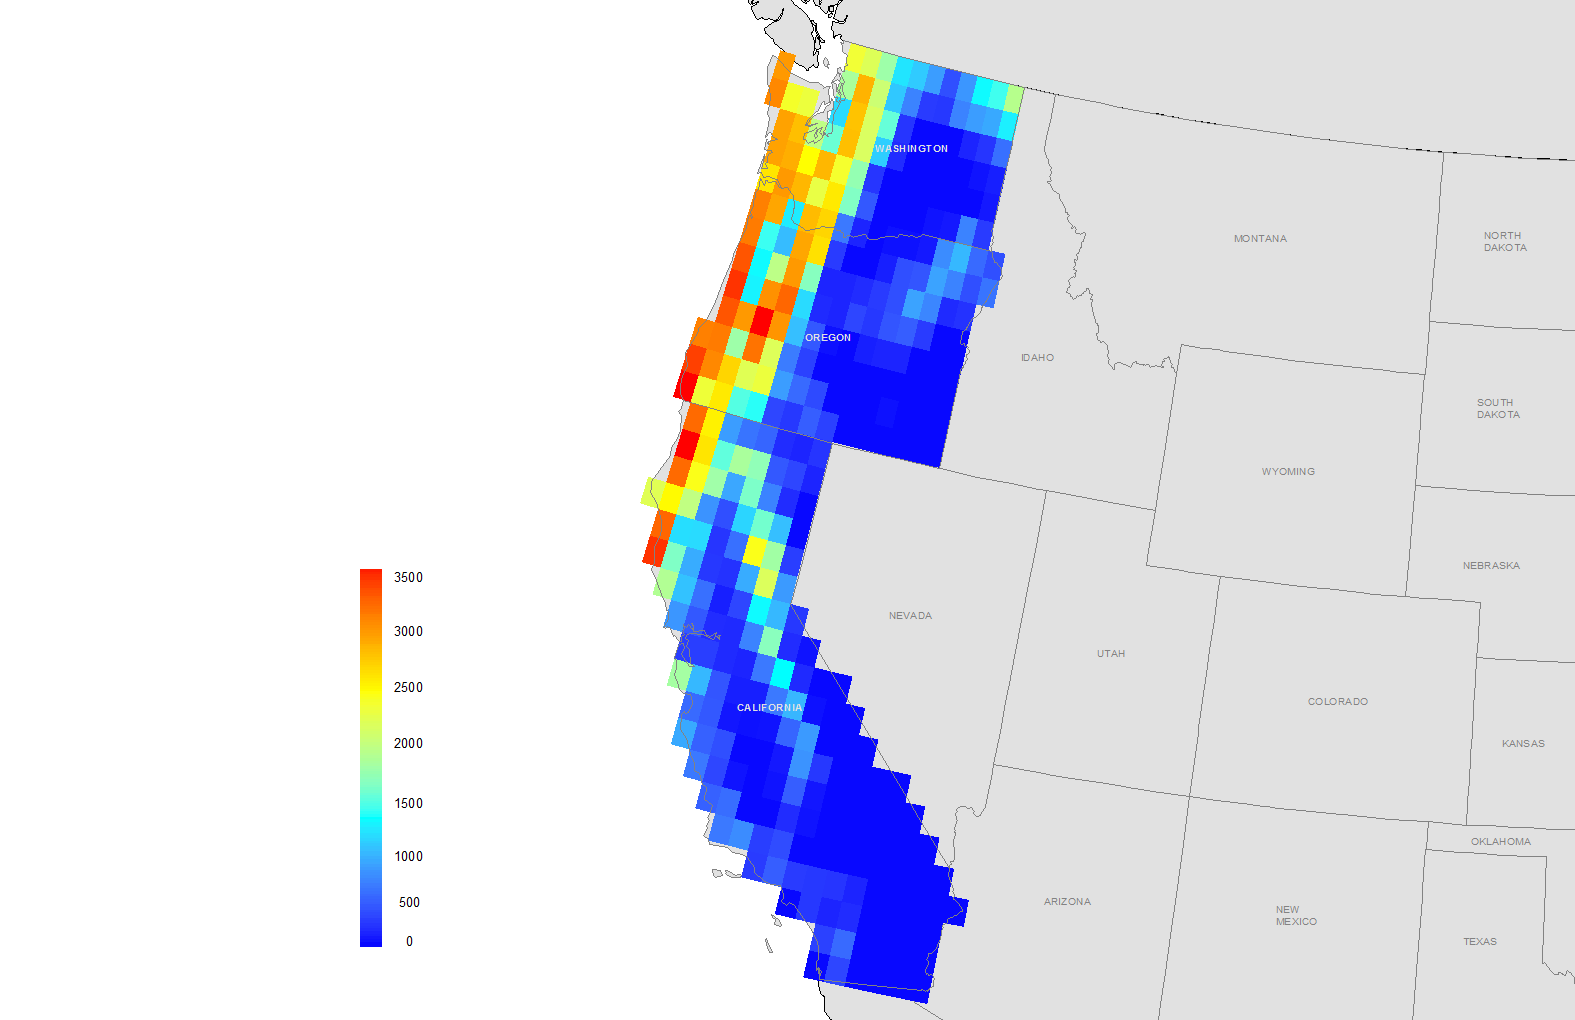 WASHINGTON
MONTANA
NORTH
DAKOTA
OREGON
IDAHO
SOUTH
DAKOTA
WYOMING
NEBRASKA
NEVADA
UTAH
COLORADO
CALIFORNIA
KANSAS
OKLAHOMA
ARIZONA
NEW
MEXICO
TEXAS
3500
3000
2500
2000
1500
1000
500
0